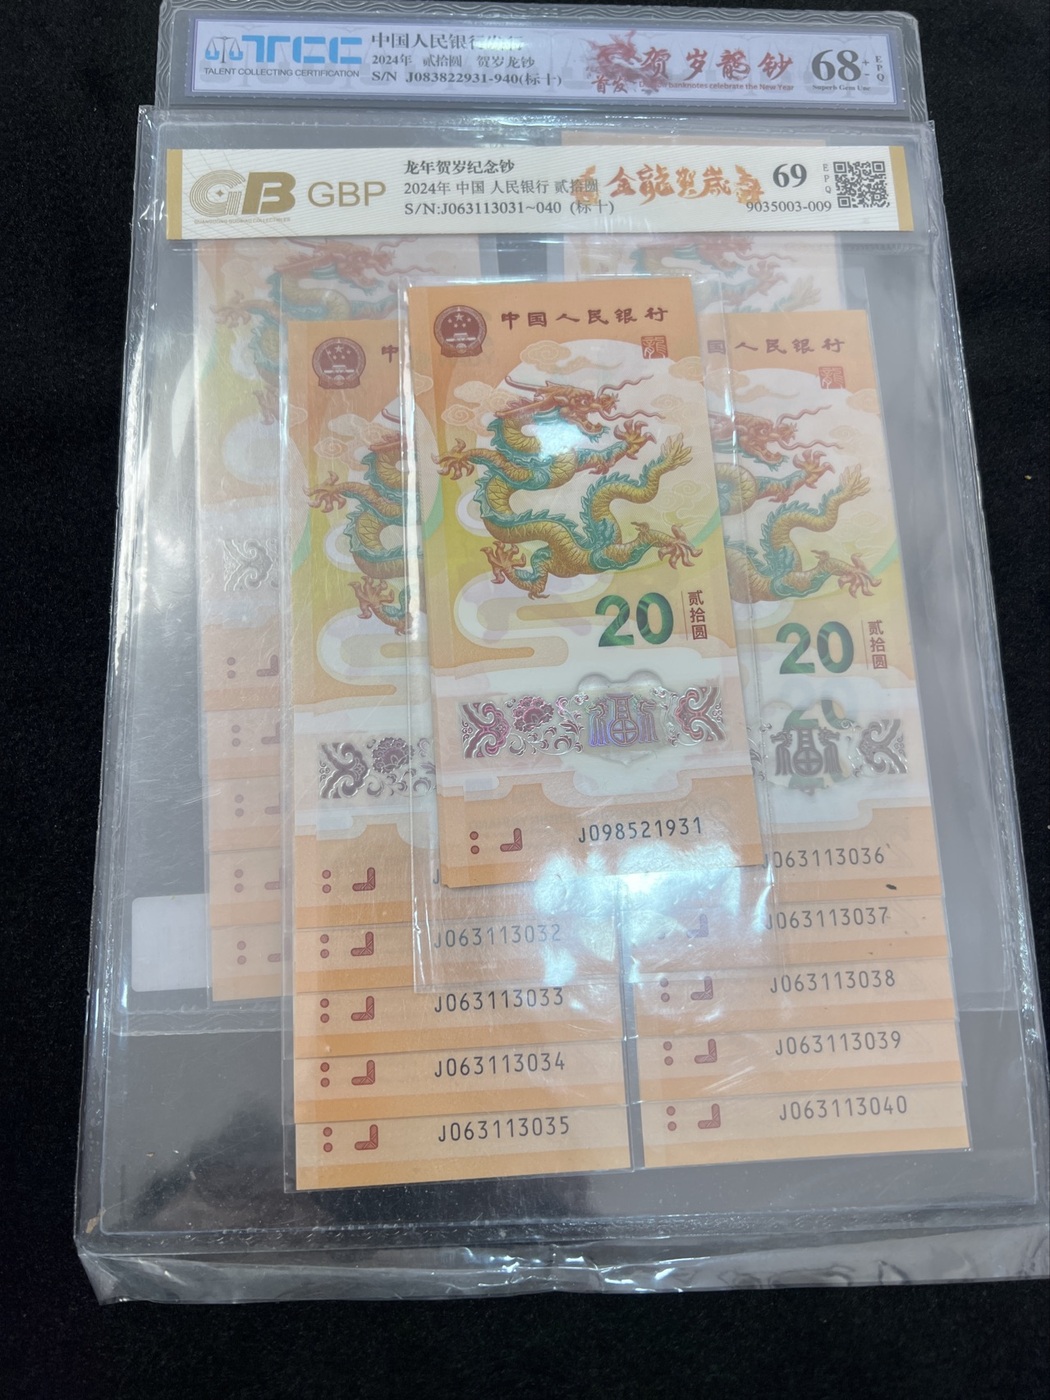 TCC
TALENT COLLECTING CERTIFICATION
中国人民银行
2024年 贰拾圆 贺岁龙钞
S/N J083822931-940(标十)
贺岁龍钞
banknotes celebrate the New Year
68+
Superb Gem Unc
EPQ
GBP
龙年贺岁纪念钞
2024年 中国 人民银行 贰拾圆
S/N:J063113031~040 (标十)
金龍贺歲
69
EPQ
9035003-009
中国人民银行
20
贰拾圆
J098521931
中
国人民银行
20
贰拾圆
J063113032
J063113033
J063113034
J063113035
J063113036
J063113037
J063113038
J063113039
J063113040